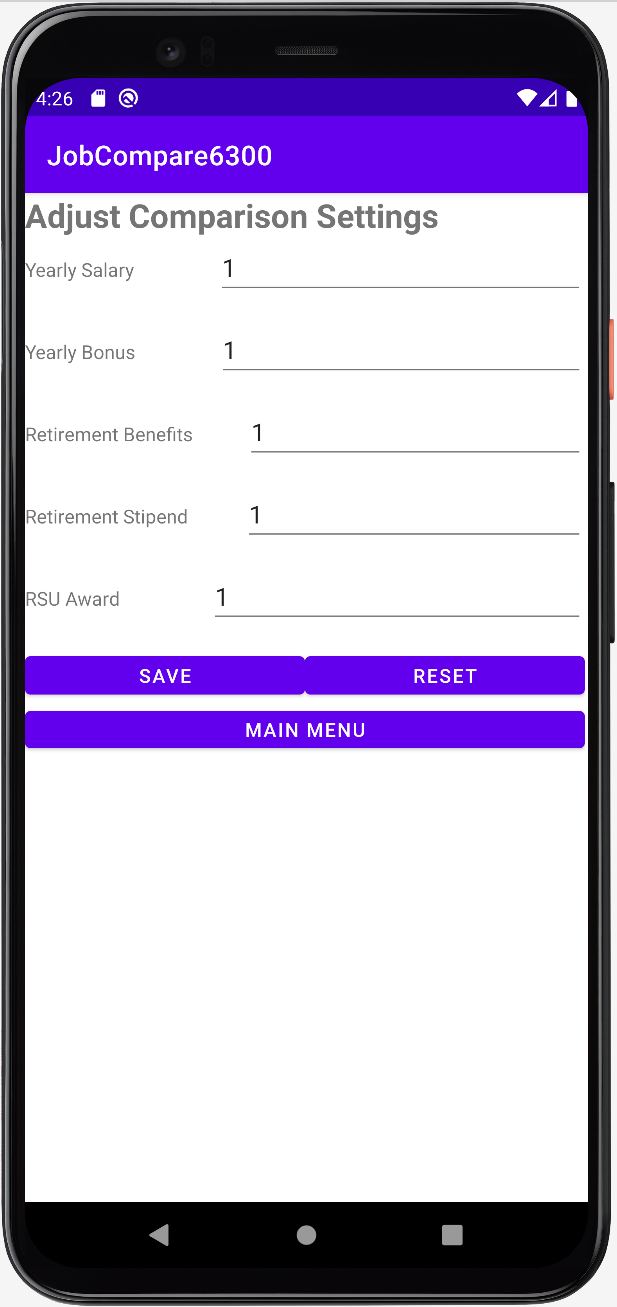 4:26
JobCompare6300
Adjust Comparison Settings
Yearly Salary 1
Yearly Bonus 1
Retirement Benefits 1
Retirement Stipend 1
RSU Award 1
SAVE RESET
MAIN MENU